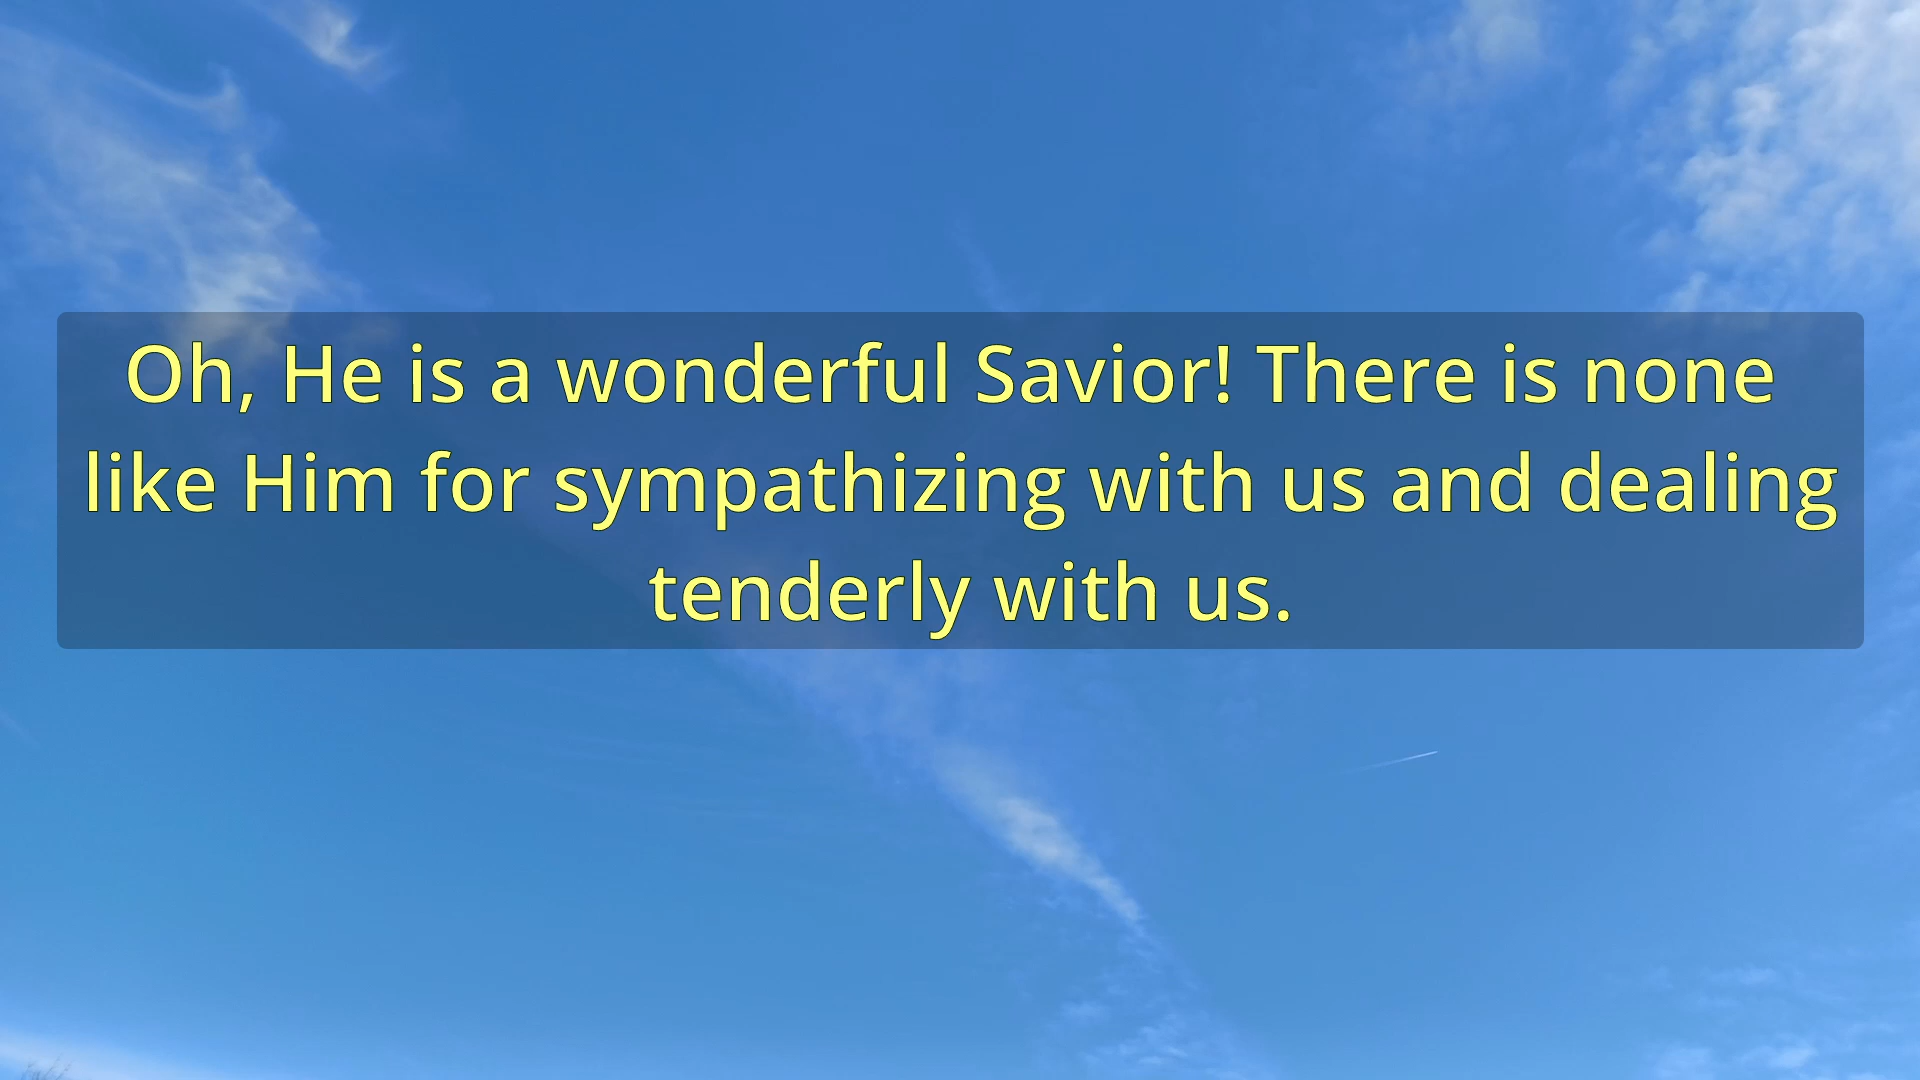 Oh, He is a wonderful Savior! There is none
like Him for sympathizing with us and dealing
tenderly with us.